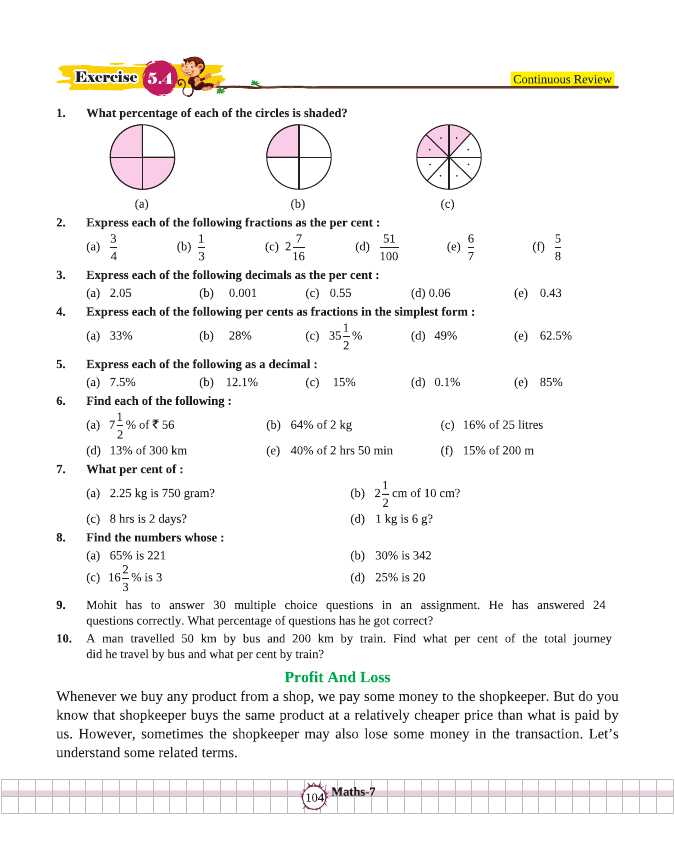 Exercise 5.4
Continuous Review
1. What percentage of each of the circles is shaded?
(a) (b) (c)
2. Express each of the following fractions as the per cent :
(a) 3/4 (b) 1/3 (c) 2 7/16 (d) 51/100 (e) 6/7 (f) 5/8
3. Express each of the following decimals as the per cent :
(a) 2.05 (b) 0.001 (c) 0.55 (d) 0.06 (e) 0.43
4. Express each of the following per cents as fractions in the simplest form :
(a) 33% (b) 28% (c) 35 1/2 % (d) 49% (e) 62.5%
5. Express each of the following as a decimal :
(a) 7.5% (b) 12.1% (c) 15% (d) 0.1% (e) 85%
6. Find each of the following :
(a) 7 1/2 % of ₹ 56 (b) 64% of 2 kg (c) 16% of 25 litres
(d) 13% of 300 km (e) 40% of 2 hrs 50 min (f) 15% of 200 m
7. What per cent of :
(a) 2.25 kg is 750 gram? (b) 2 1/2 cm of 10 cm?
(c) 8 hrs is 2 days? (d) 1 kg is 6 g?
8. Find the numbers whose :
(a) 65% is 221 (b) 30% is 342
(c) 16 2/3 % is 3 (d) 25% is 20
9. Mohit has to answer 30 multiple choice questions in an assignment. He has answered 24
questions correctly. What percentage of questions has he got correct?
10. A man travelled 50 km by bus and 200 km by train. Find what per cent of the total journey
did he travel by bus and what per cent by train?
Profit And Loss
Whenever we buy any product from a shop, we pay some money to the shopkeeper. But do you
know that shopkeeper buys the same product at a relatively cheaper price than what is paid by
us. However, sometimes the shopkeeper may also lose some money in the transaction. Let's
understand some related terms.
104 Maths-7